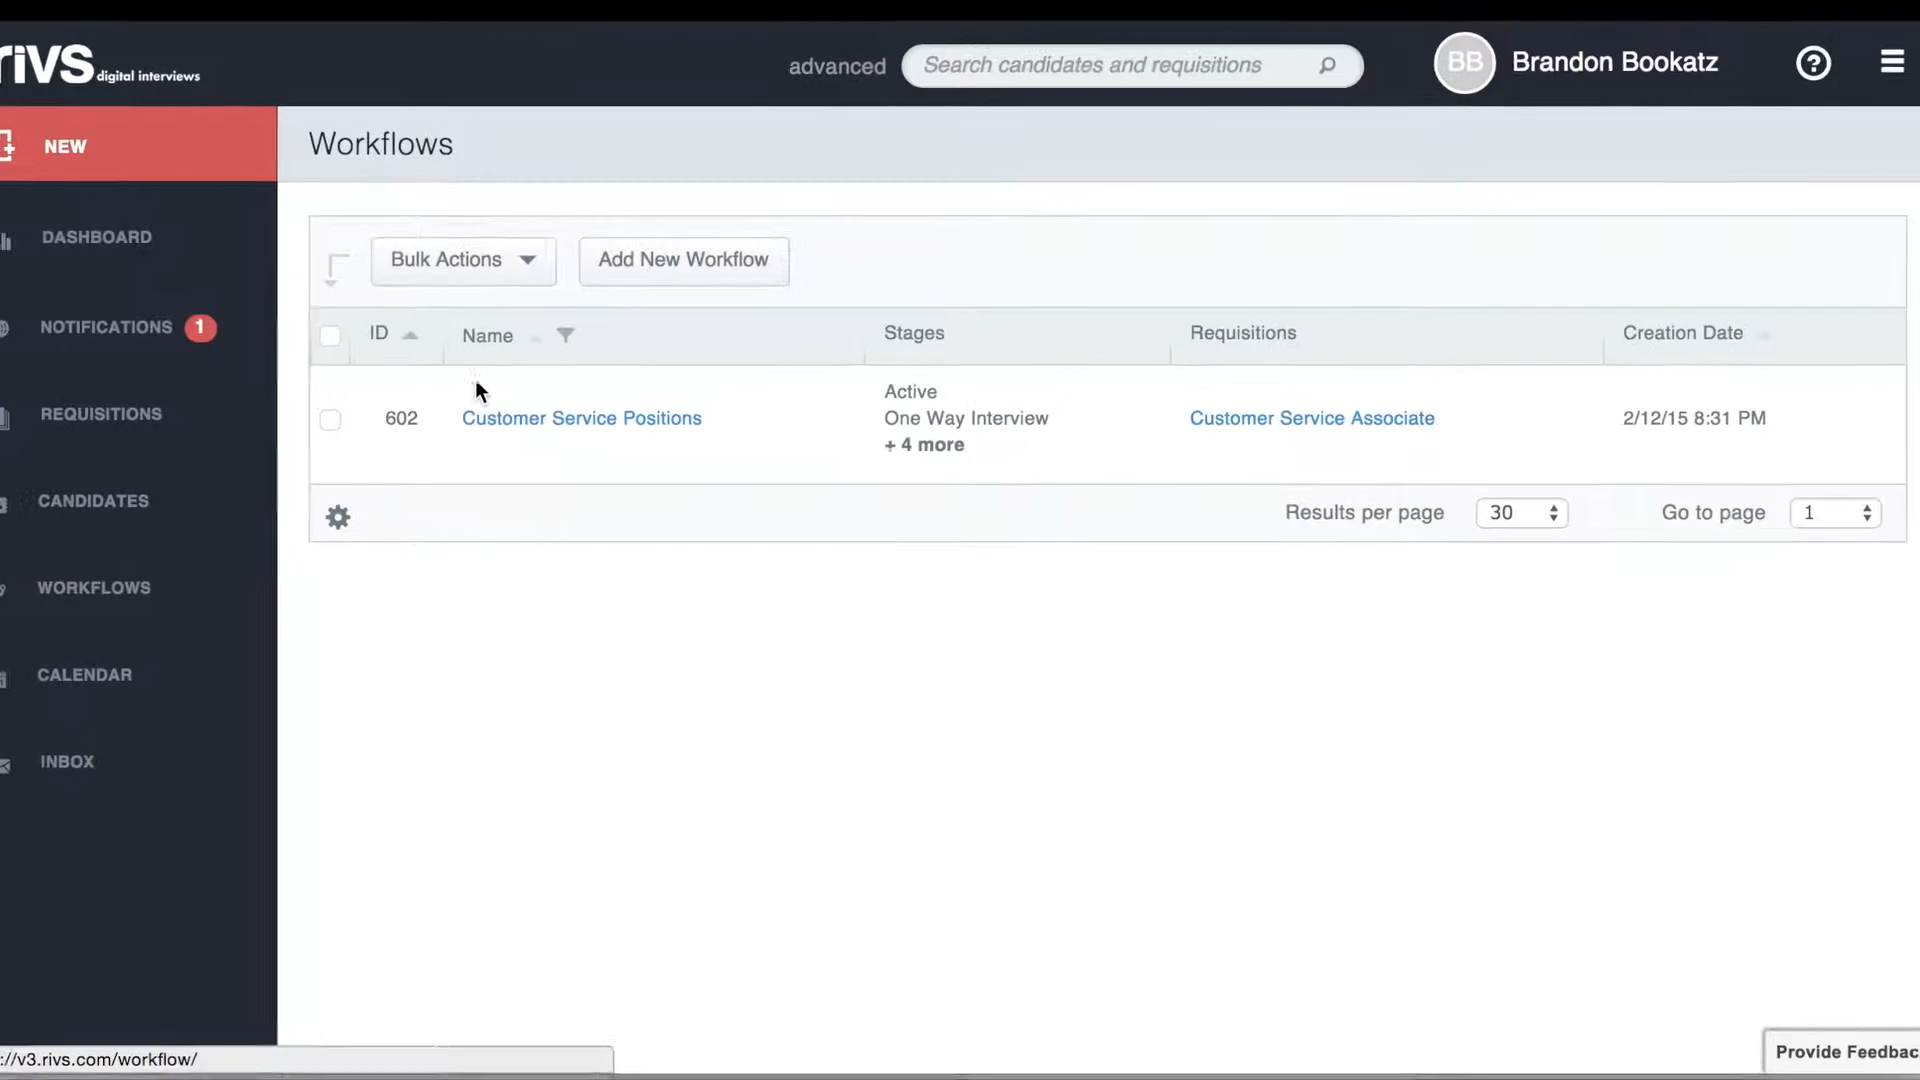 rivs digital interviews
advanced
Search candidates and requisitions
BB
Brandon Bookatz
?
NEW
Workflows
DASHBOARD
NOTIFICATIONS 1
REQUISITIONS
CANDIDATES
WORKFLOWS
CALENDAR
INBOX
Bulk Actions
Add New Workflow
ID
Name
Stages
Requisitions
Creation Date
602
Customer Service Positions
Active
One Way Interview
+ 4 more
Customer Service Associate
2/12/15 8:31 PM
Results per page 30
Go to page 1
://v3.rivs.com/workflow/
Provide Feedbac